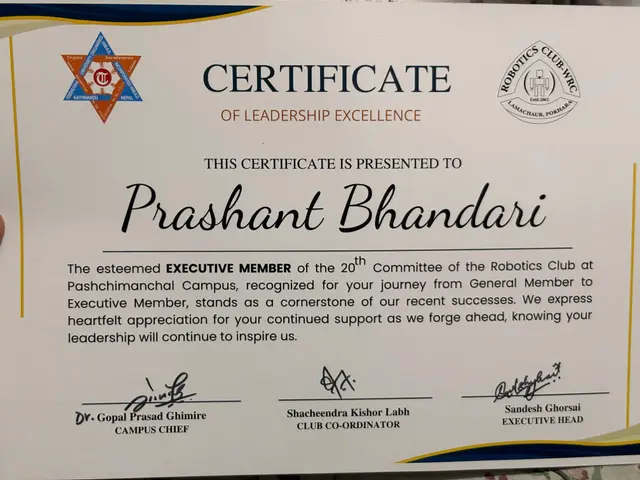 CERTIFICATE
OF LEADERSHIP EXCELLENCE
ROBOTICS CLUB-WRC
LAMACHAUR, POKHARA
KATHMANDU
NEPAL
THIS CERTIFICATE IS PRESENTED TO
Prashant Bhandari
The esteemed EXECUTIVE MEMBER of the 20th Committee of the Robotics Club at
Pashchimanchal Campus, recognized for your journey from General Member to
Executive Member, stands as a cornerstone of our recent successes. We express
heartfelt appreciation for your continued support as we forge ahead, knowing your
leadership will continue to inspire us.
Dr. Gopal Prasad Ghimire
CAMPUS CHIEF
Shacheendra Kishor Labh
CLUB CO-ORDINATOR
Sandesh Ghorsai
EXECUTIVE HEAD